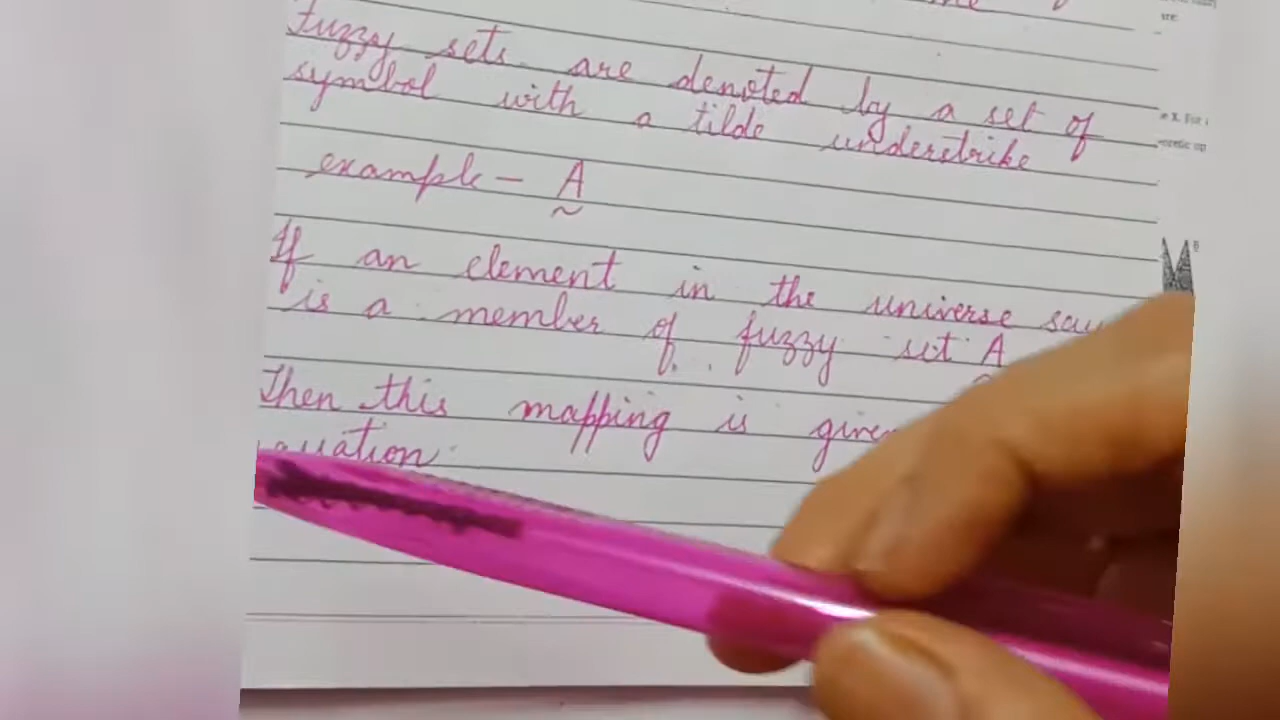 fuzzy sets are denoted by a set of
symbol with a tilde understrike
example - A
~
If an element in the universe say
is a member of fuzzy set A
Then this mapping is given